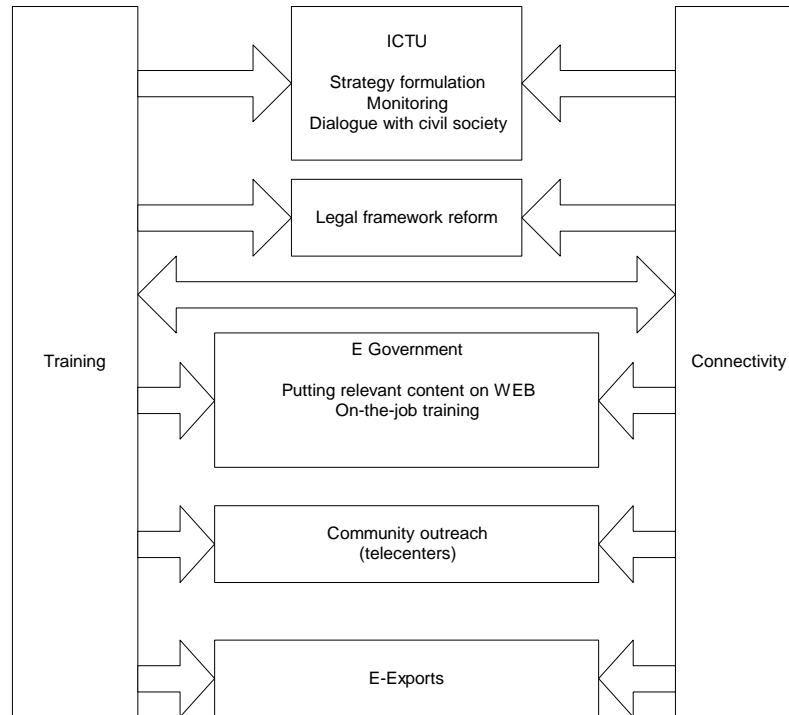 ICTU
Strategy formulation
Monitoring
Dialogue with civil society
Legal framework reform
Training
E Government
Putting relevant content on WEB
On-the-job training
Connectivity
Community outreach
(telecenters)
E-Exports